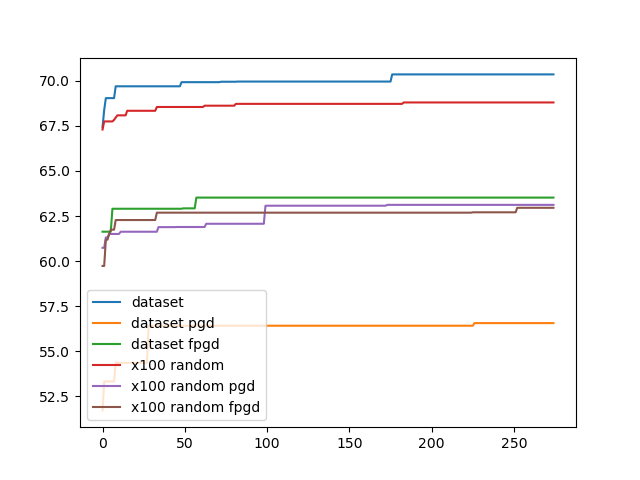 70.0
67.5
65.0
62.5
60.0
57.5
55.0
52.5
dataset
dataset pgd
dataset fpgd
x100 random
x100 random pgd
x100 random fpgd
0 50 100 150 200 250